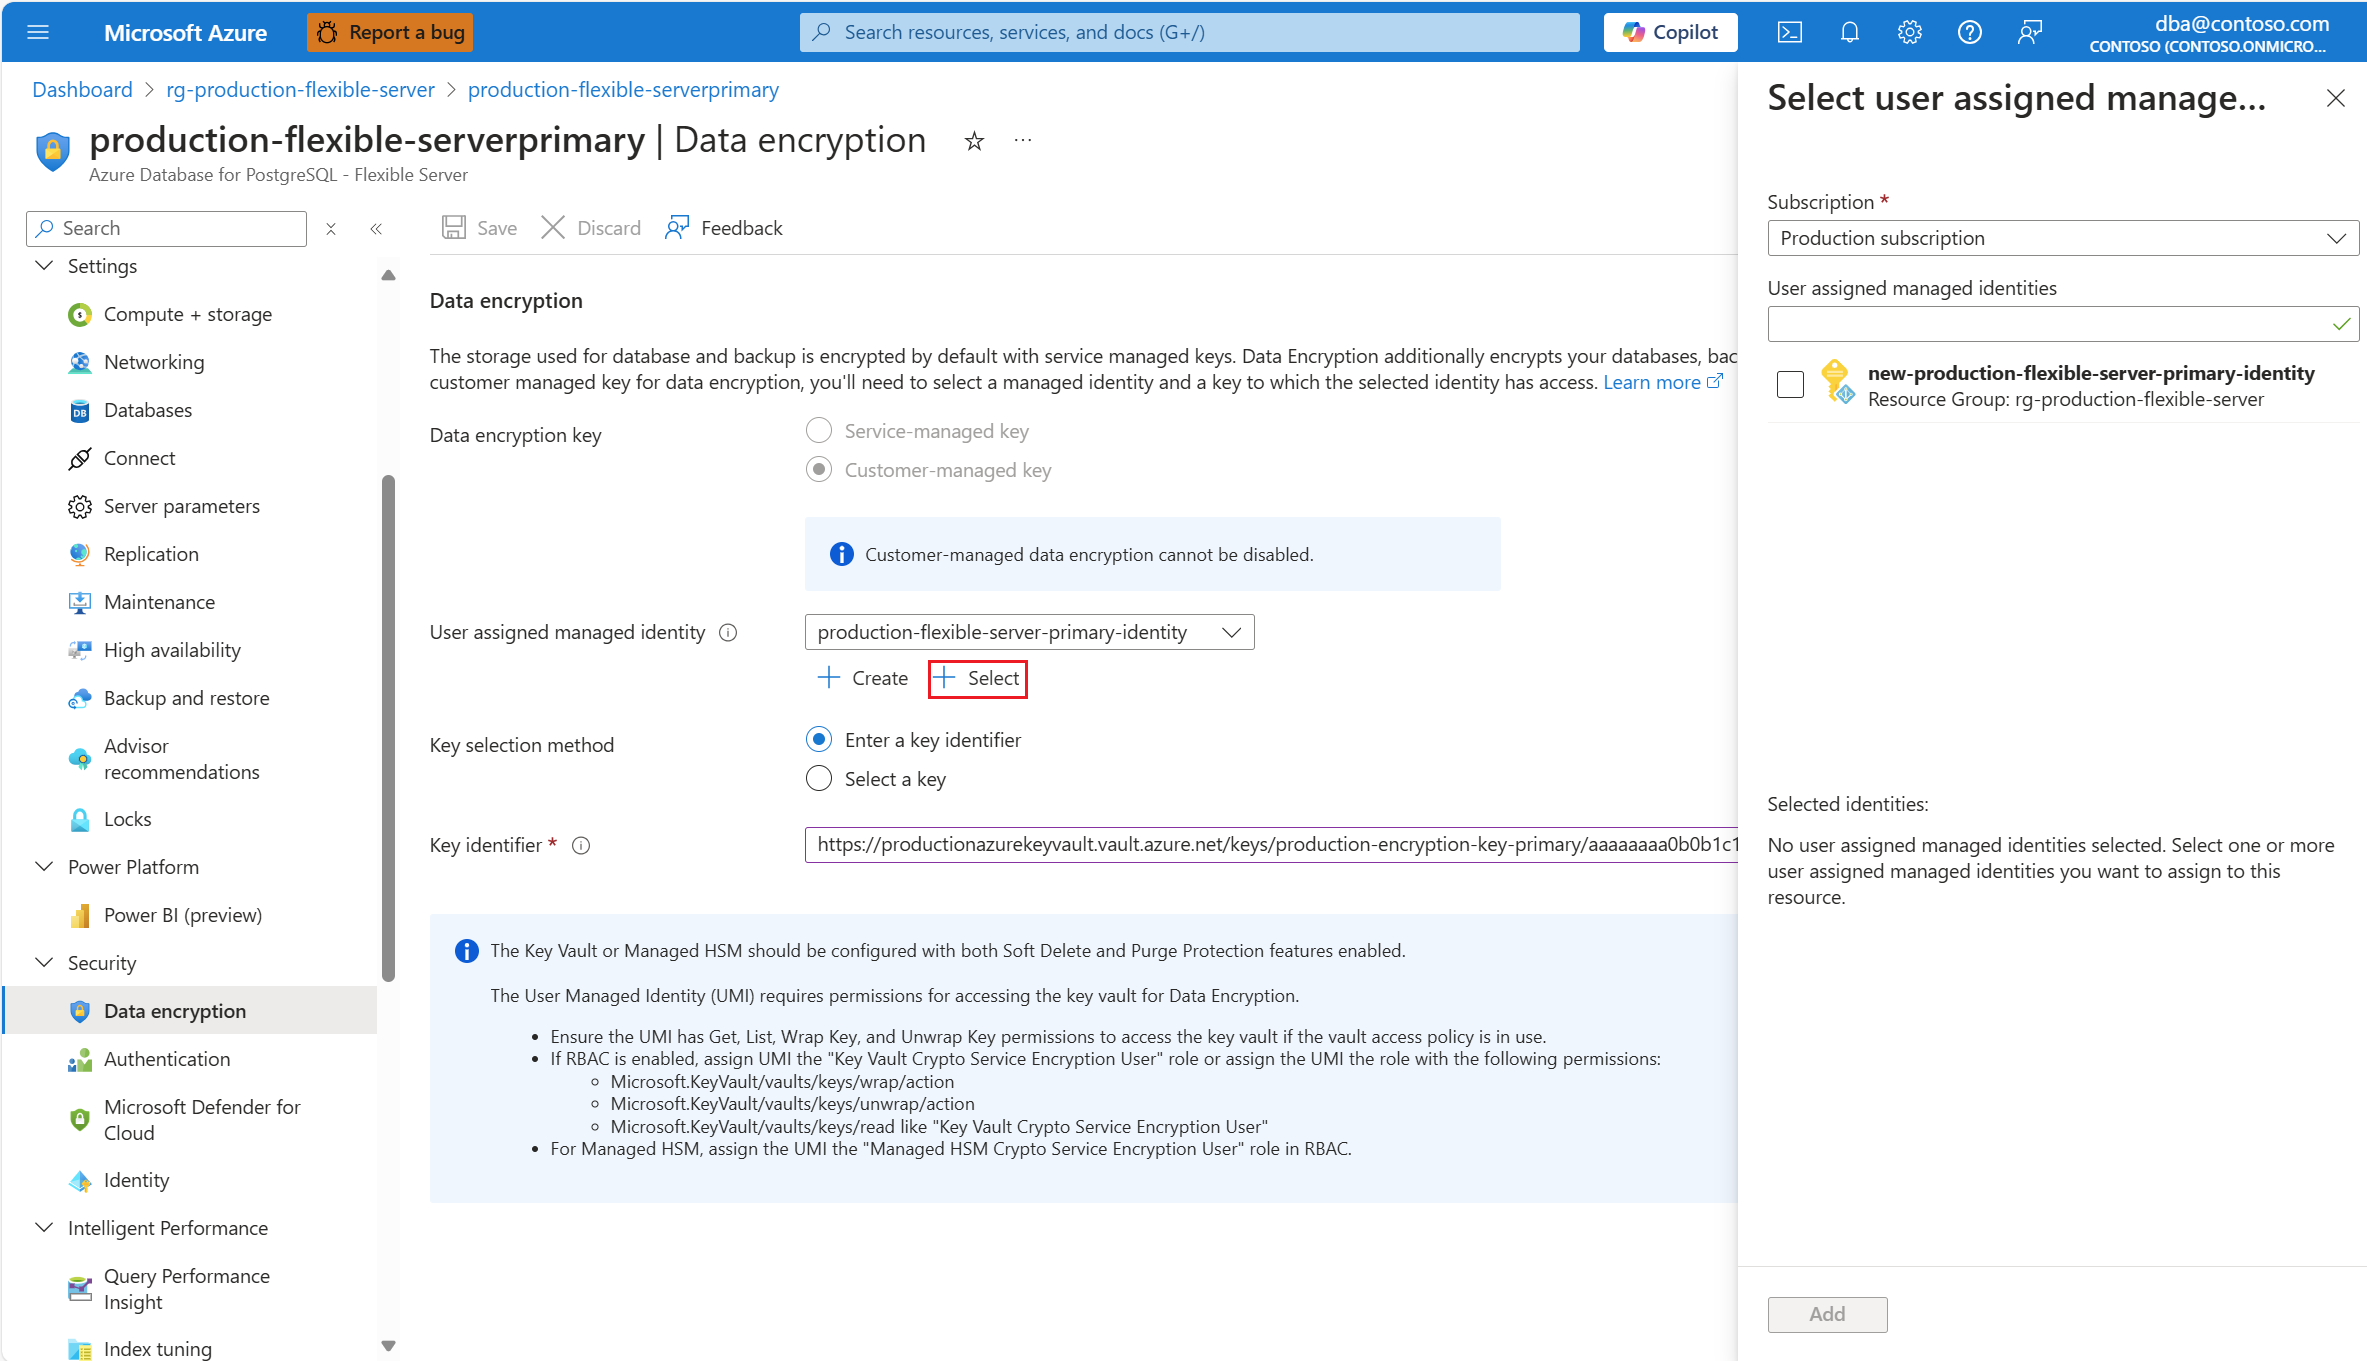 Microsoft Azure
Report a bug
Search resources, services, and docs (G+/)
Copilot
dba@contoso.com
CONTOSO (CONTOSO.ONMICRO...
Dashboard > rg-production-flexible-server > production-flexible-serverprimary
production-flexible-serverprimary | Data encryption
Azure Database for PostgreSQL - Flexible Server
Search
Settings
Compute + storage
Networking
Databases
Connect
Server parameters
Replication
Maintenance
High availability
Backup and restore
Advisor
recommendations
Locks
Power Platform
Power BI (preview)
Security
Data encryption
Authentication
Microsoft Defender for
Cloud
Identity
Intelligent Performance
Query Performance
Insight
Index tuning
Save
Discard
Feedback
Data encryption
The storage used for database and backup is encrypted by default with service managed keys. Data Encryption additionally encrypts your databases, bac
customer managed key for data encryption, you'll need to select a managed identity and a key to which the selected identity has access. Learn more
Data encryption key
Service-managed key
Customer-managed key
Customer-managed data encryption cannot be disabled.
User assigned managed identity
production-flexible-server-primary-identity
Create
Select
Key selection method
Enter a key identifier
Select a key
Key identifier *
https://productionazurekeyvault.vault.azure.net/keys/production-encryption-key-primary/aaaaaaaa0b0b1c1
The Key Vault or Managed HSM should be configured with both Soft Delete and Purge Protection features enabled.
The User Managed Identity (UMI) requires permissions for accessing the key vault for Data Encryption.
• Ensure the UMI has Get, List, Wrap Key, and Unwrap Key permissions to access the key vault if the vault access policy is in use.
• If RBAC is enabled, assign UMI the "Key Vault Crypto Service Encryption User" role or assign the UMI the role with the following permissions:
◦ Microsoft.KeyVault/vaults/keys/wrap/action
◦ Microsoft.KeyVault/vaults/keys/unwrap/action
◦ Microsoft.KeyVault/vaults/keys/read like "Key Vault Crypto Service Encryption User"
• For Managed HSM, assign the UMI the "Managed HSM Crypto Service Encryption User" role in RBAC.
Select user assigned manage...
Subscription *
Production subscription
User assigned managed identities
new-production-flexible-server-primary-identity
Resource Group: rg-production-flexible-server
Selected identities:
No user assigned managed identities selected. Select one or more
user assigned managed identities you want to assign to this
resource.
Add